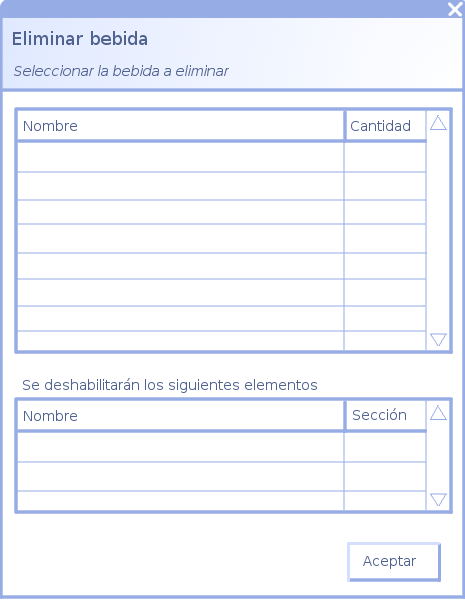 Eliminar bebida
Seleccionar la bebida a eliminar
Nombre Cantidad
Se deshabilitarán los siguientes elementos
Nombre Sección
Aceptar